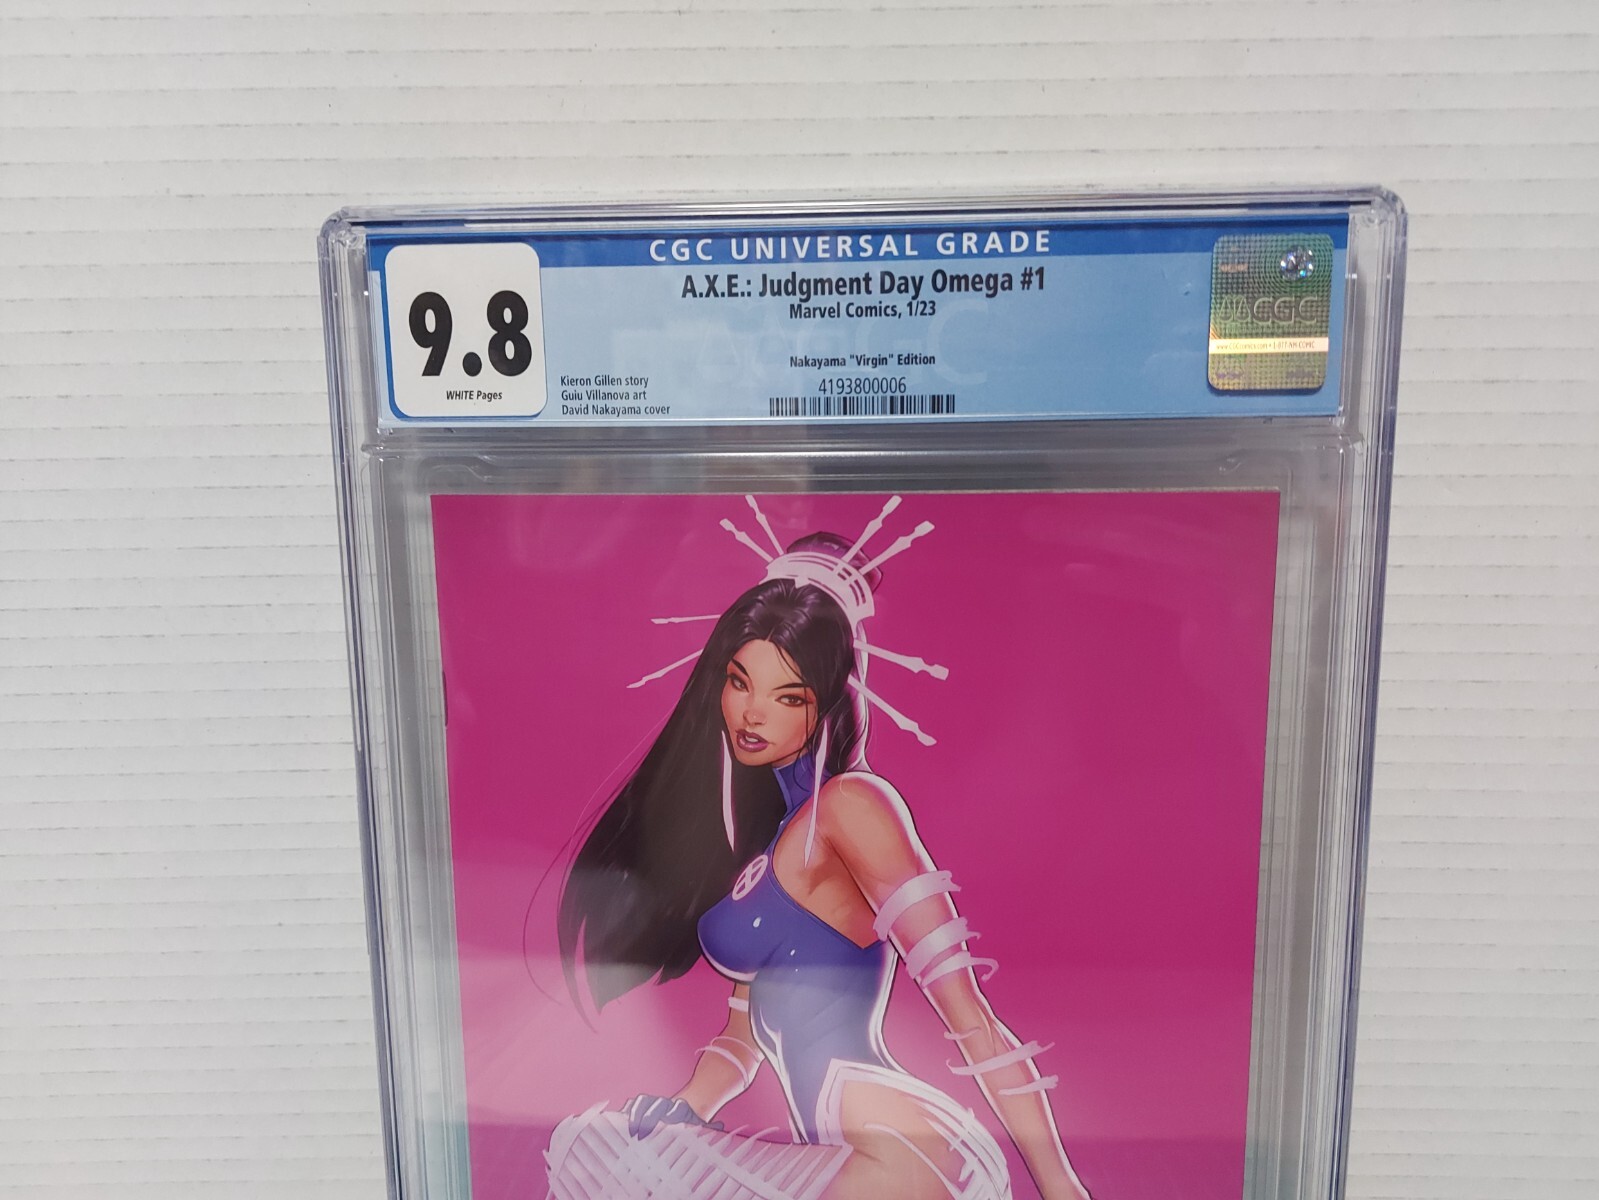 CGC UNIVERSAL GRADE
A.X.E.: Judgment Day Omega #1
Marvel Comics, 1/23
9.8
WHITE Pages
Nakayama "Virgin" Edition
4193800006
Kieron Gillen story
Guiu Villanova art
David Nakayama cover
CGC